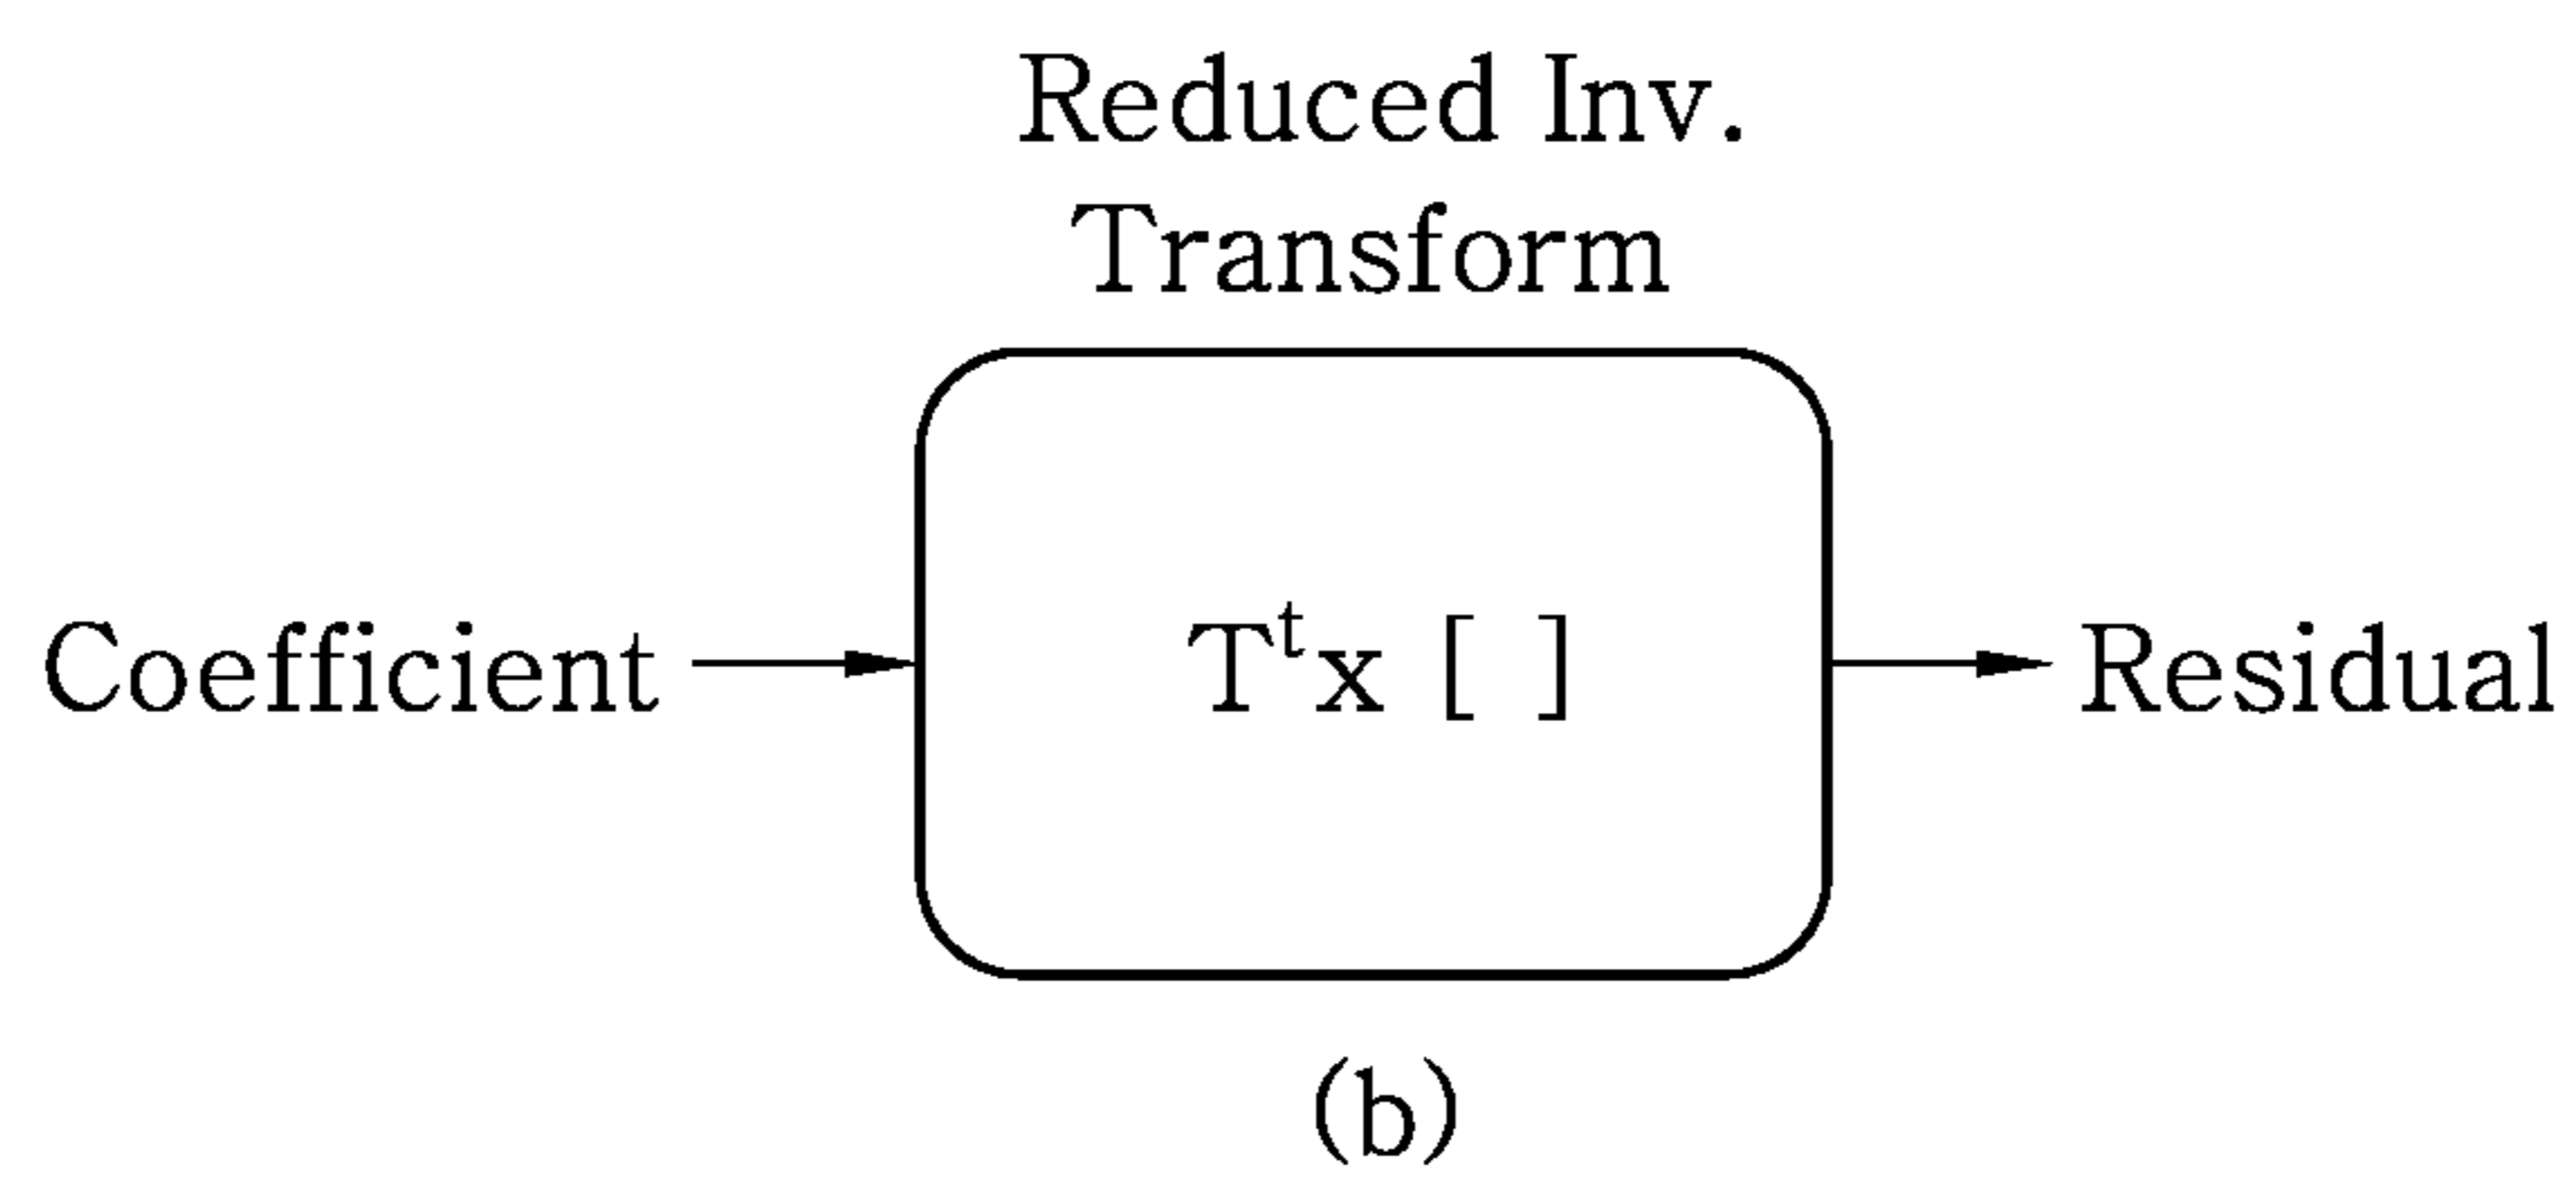 Reduced Inv.
Transform
Coefficient
Tᵗx [ ]
Residual
(b)